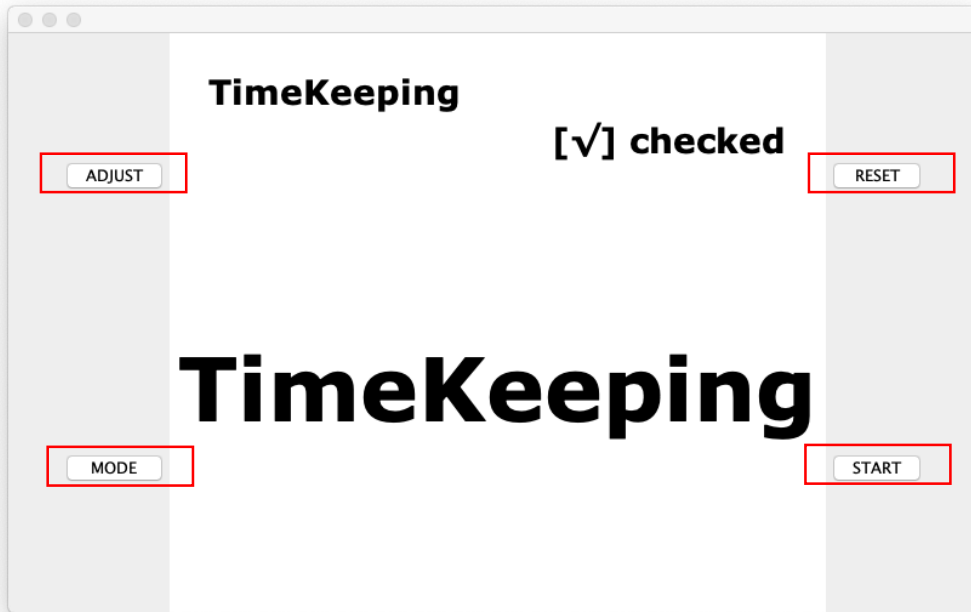 TimeKeeping
[√] checked
ADJUST
RESET
TimeKeeping
MODE
START